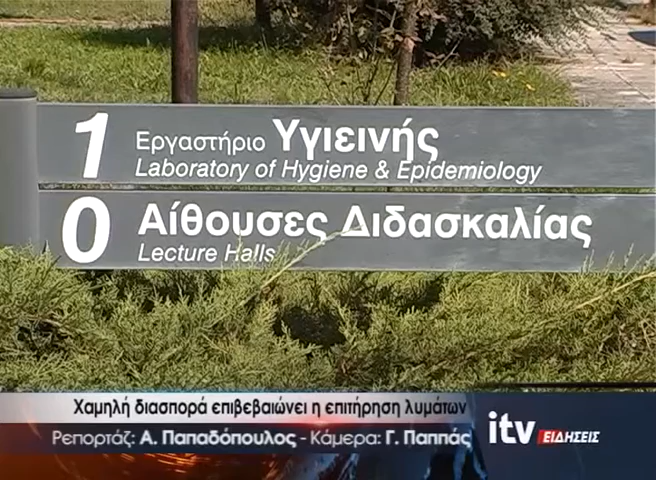 1 Εργαστήριο Υγιεινής
Laboratory of Hygiene & Epidemiology
0 Αίθουσες Διδασκαλίας
Lecture Halls
Χαμηλή διασπορά επιβεβαιώνει η επιτήρηση λυμάτων
Ρεπορτάζ: Α. Παπαδόπουλος - Κάμερα: Γ. Παππάς
itv ΕΙΔΗΣΕΙΣ